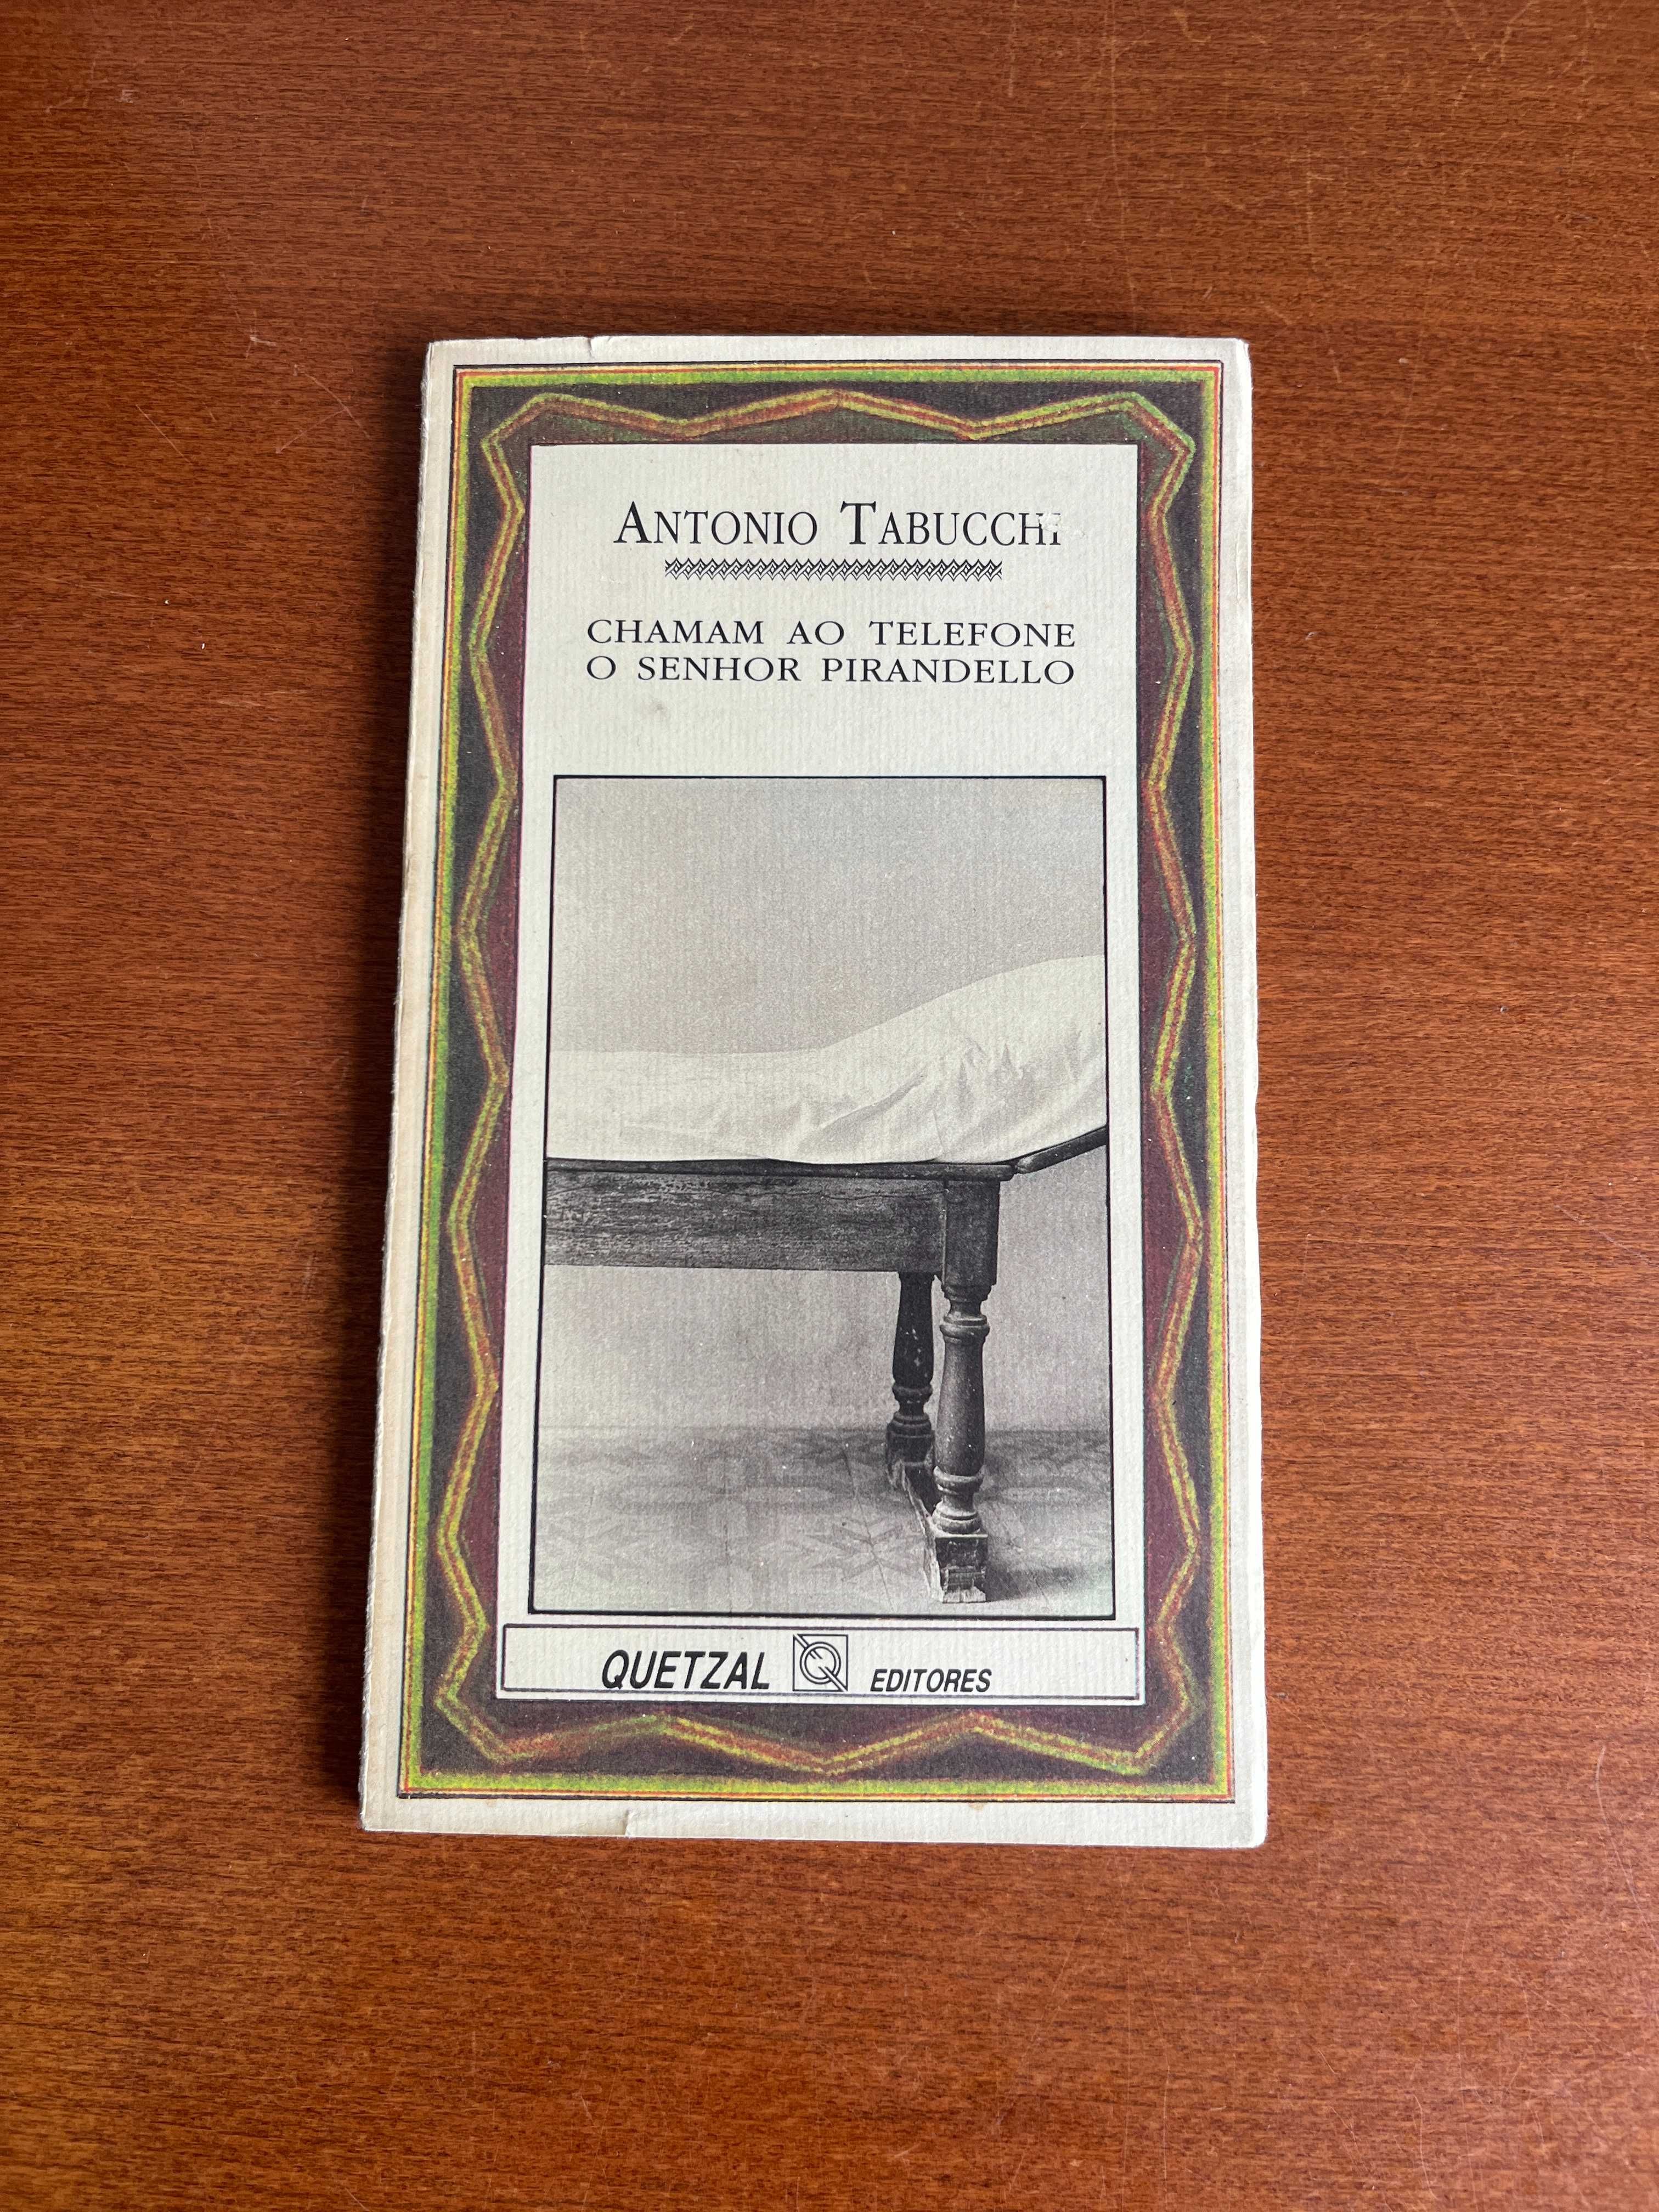 ANTONIO TABUCCHI
CHAMAM AO TELEFONE
O SENHOR PIRANDELLO
QUETZAL EDITORES